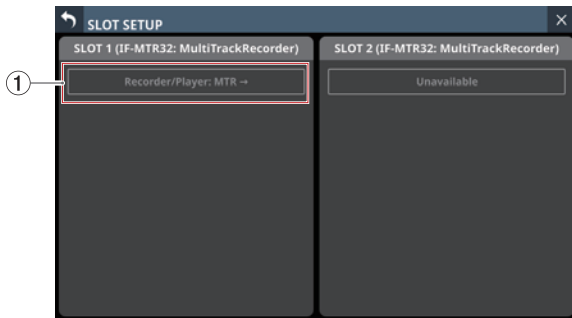 SLOT SETUP
SLOT 1 (IF-MTR32: MultiTrackRecorder)
SLOT 2 (IF-MTR32: MultiTrackRecorder)
1
Recorder/Player: MTR →
Unavailable